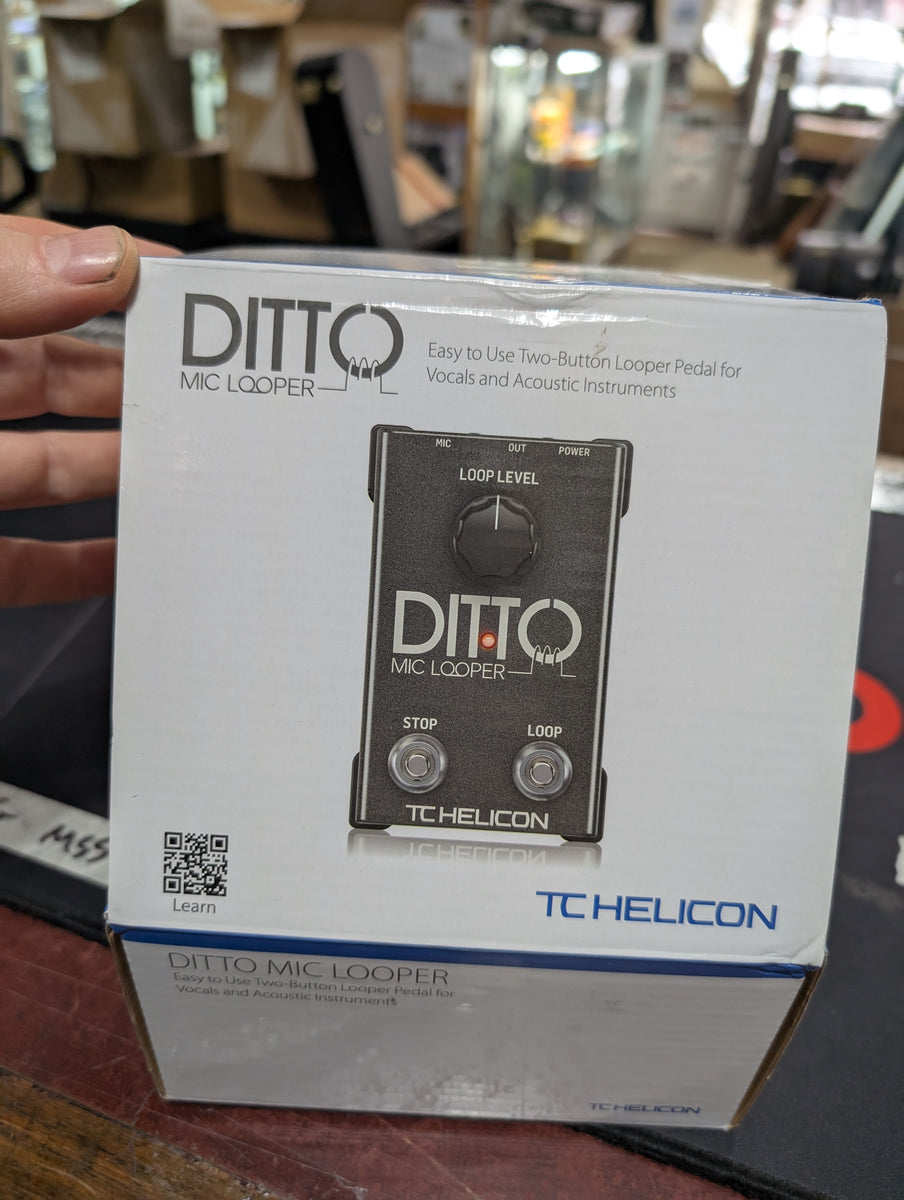 DITTO
MIC LOOPER
Easy to Use Two-Button Looper Pedal for
Vocals and Acoustic Instruments
MIC OUT POWER
LOOP LEVEL
DITTO
MIC LOOPER
STOP LOOP
TC HELICON
Learn
TC HELICON
DITTO MIC LOOPER
Easy to Use Two-Button Looper Pedal for
Vocals and Acoustic Instruments
TC HELICON